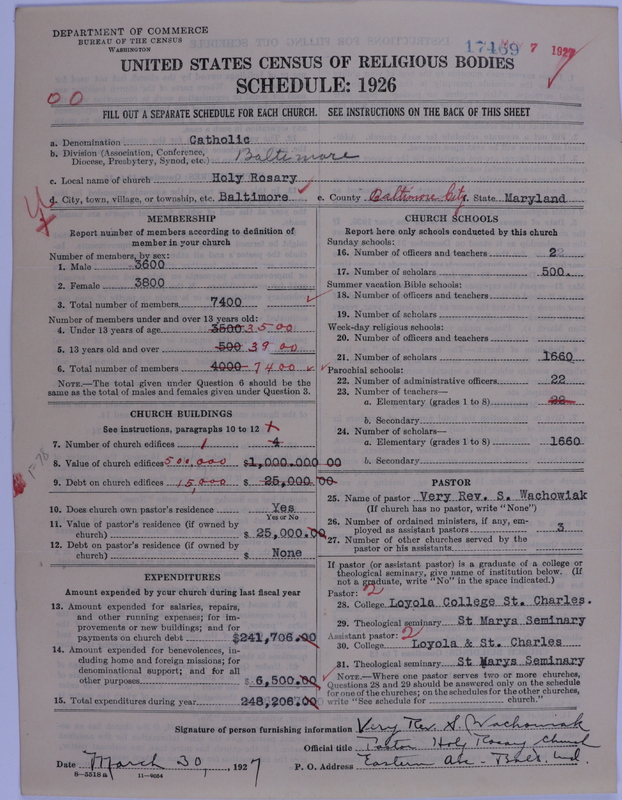 DEPARTMENT OF COMMERCE
BUREAU OF THE CENSUS
WASHINGTON
17469 7 1927
UNITED STATES CENSUS OF RELIGIOUS BODIES
SCHEDULE: 1926
00
FILL OUT A SEPARATE SCHEDULE FOR EACH CHURCH. SEE INSTRUCTIONS ON THE BACK OF THIS SHEET
a. Denomination Catholic
b. Division (Association, Conference, Diocese, Presbytery, Synod, etc.) Baltimore
c. Local name of church Holy Rosary
d. City, town, village, or township, etc. Baltimore e. County Baltimore City State Maryland
MEMBERSHIP
Report number of members according to definition of
member in your church
Number of members, by sex:
1. Male 3600
2. Female 3800
3. Total number of members 7400
Number of members under and over 13 years old:
4. Under 13 years of age 3500 3500
5. 13 years old and over 500 3900
6. Total number of members 4000 7400
NOTE.—The total given under Question 6 should be
same as the total of males and females given under Question 3.
CHURCH BUILDINGS
See instructions, paragraphs 10 to 12
7. Number of church edifices 1 4
8. Value of church edifices 500,000 $1,000.000 00
9. Debt on church edifices 15,000 $ 25,000 00
10. Does church own pastor's residence Yes
Yes or No
11. Value of pastor's residence (if owned by
church) $ 25,000.00
12. Debt on pastor's residence (if owned by
church) $ None
EXPENDITURES
Amount expended by your church during last fiscal year
13. Amount expended for salaries, repairs,
and other running expenses; for im-
provements or new buildings; and for
payments on church debt $241,706.00
14. Amount expended for benevolences, in-
cluding home and foreign missions; for
denominational support; and for all
other purposes $ 6,500.00
15. Total expenditures during year 248,206.00
CHURCH SCHOOLS
Report here only schools conducted by this church
Sunday schools:
16. Number of officers and teachers 2
17. Number of scholars 500.
Summer vacation Bible schools:
18. Number of officers and teachers
19. Number of scholars
Week-day religious schools:
20. Number of officers and teachers
21. Number of scholars 1660
Parochial schools:
22. Number of administrative officers 22
23. Number of teachers—
a. Elementary (grades 1 to 8) 22
b. Secondary
24. Number of scholars—
a. Elementary (grades 1 to 8) 1660
b. Secondary
PASTOR
25. Name of pastor Very Rev. S. Wachowiak
(If church has no pastor, write "None")
26. Number of ordained ministers, if any, em-
ployed as assistant pastors 3
27. Number of other churches served by the
pastor or his assistants
If pastor (or assistant pastor) is a graduate of a college or
theological seminary, give name of institution below. (If
not a graduate, write "No" in the space indicated.)
Pastor: 2
28. College Loyola College St. Charles.
29. Theological seminary St Marys Seminary
Assistant pastor: 2
30. College Loyola & St. Charles
31. Theological seminary St Marys Seminary
NOTE.—Where one pastor serves two or more churches,
Questions 28 and 29 should be answered only on the schedule
for one of the churches; on the schedules for the other churches,
write "See schedule for church."
Signature of person furnishing information Very Rev. S. Wachowiak
Official title Pastor Holy Rosary Church
Date March 30, 1927 P. O. Address Eastern Ave - Balto. Md.
8-5518a 11-9054